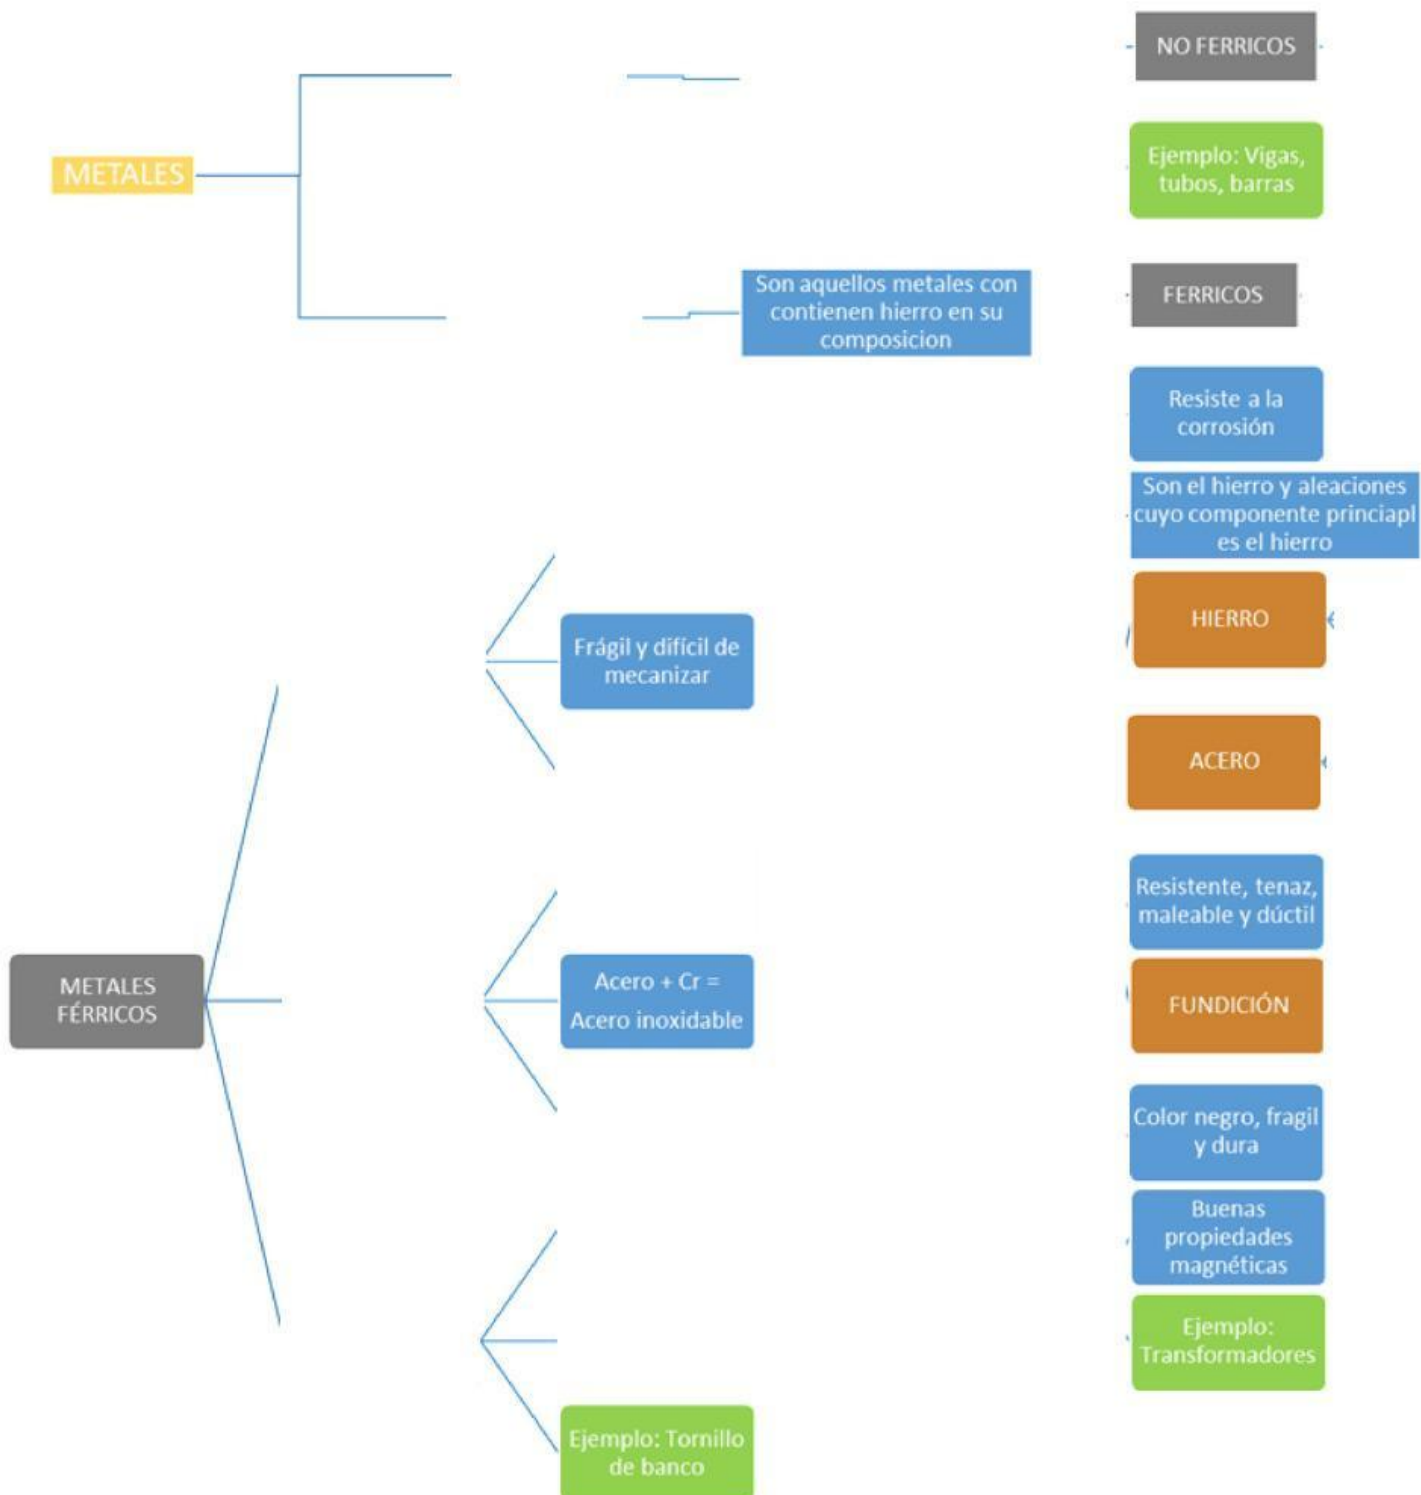 METALES
Son aquellos metales con
contienen hierro en su
composicion
Frágil y difícil de
mecanizar
METALES
FÉRRICOS
Acero + Cr =
Acero inoxidable
Ejemplo: Tornillo
de banco
NO FERRICOS
Ejemplo: Vigas,
tubos, barras
FERRICOS
Resiste a la
corrosión
Son el hierro y aleaciones
cuyo componente princiapl
es el hierro
HIERRO
ACERO
Resistente, tenaz,
maleable y dúctil
FUNDICIÓN
Color negro, fragil
y dura
Buenas
propiedades
magnéticas
Ejemplo:
Transformadores